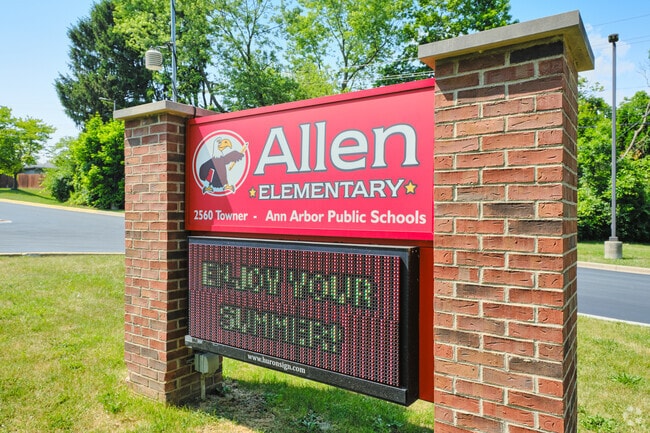 Allen
ELEMENTARY
2560 Towner - Ann Arbor Public Schools
ENJOY YOUR
SUMMER!
www.huronsign.com